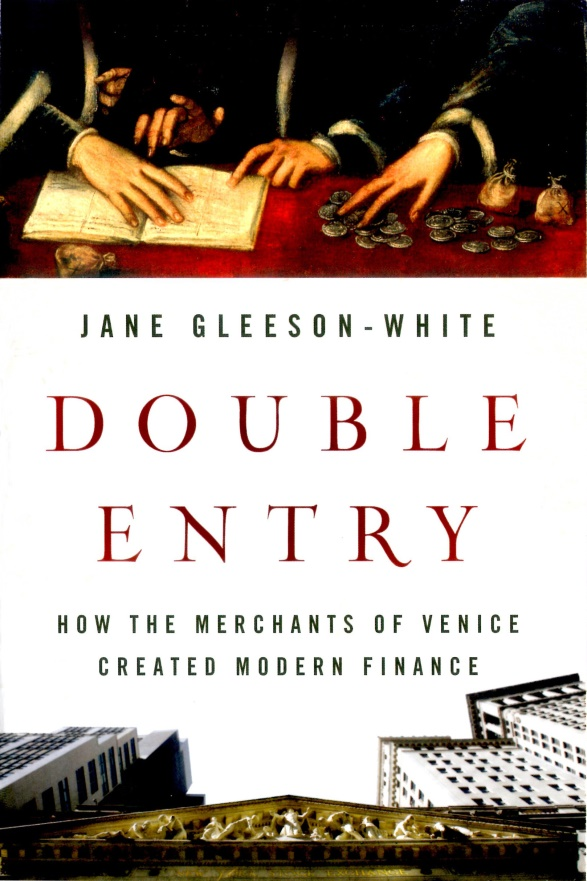 JANE GLEESON-WHITE
DOUBLE
ENTRY
HOW THE MERCHANTS OF VENICE
CREATED MODERN FINANCE